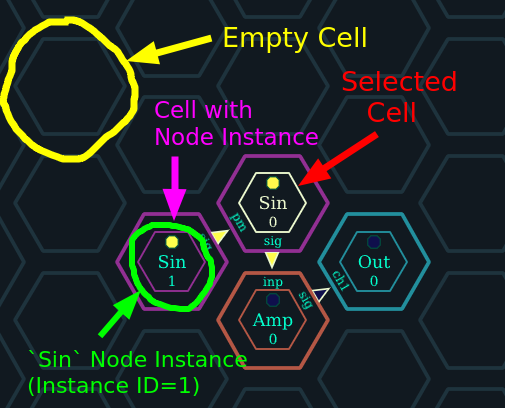 Empty Cell
Selected
Cell
Cell with
Node Instance
Sin
0
pm
sig
sig
Sin
1
Out
0
ch1
inp
sig
Amp
0
`Sin` Node Instance
(Instance ID=1)